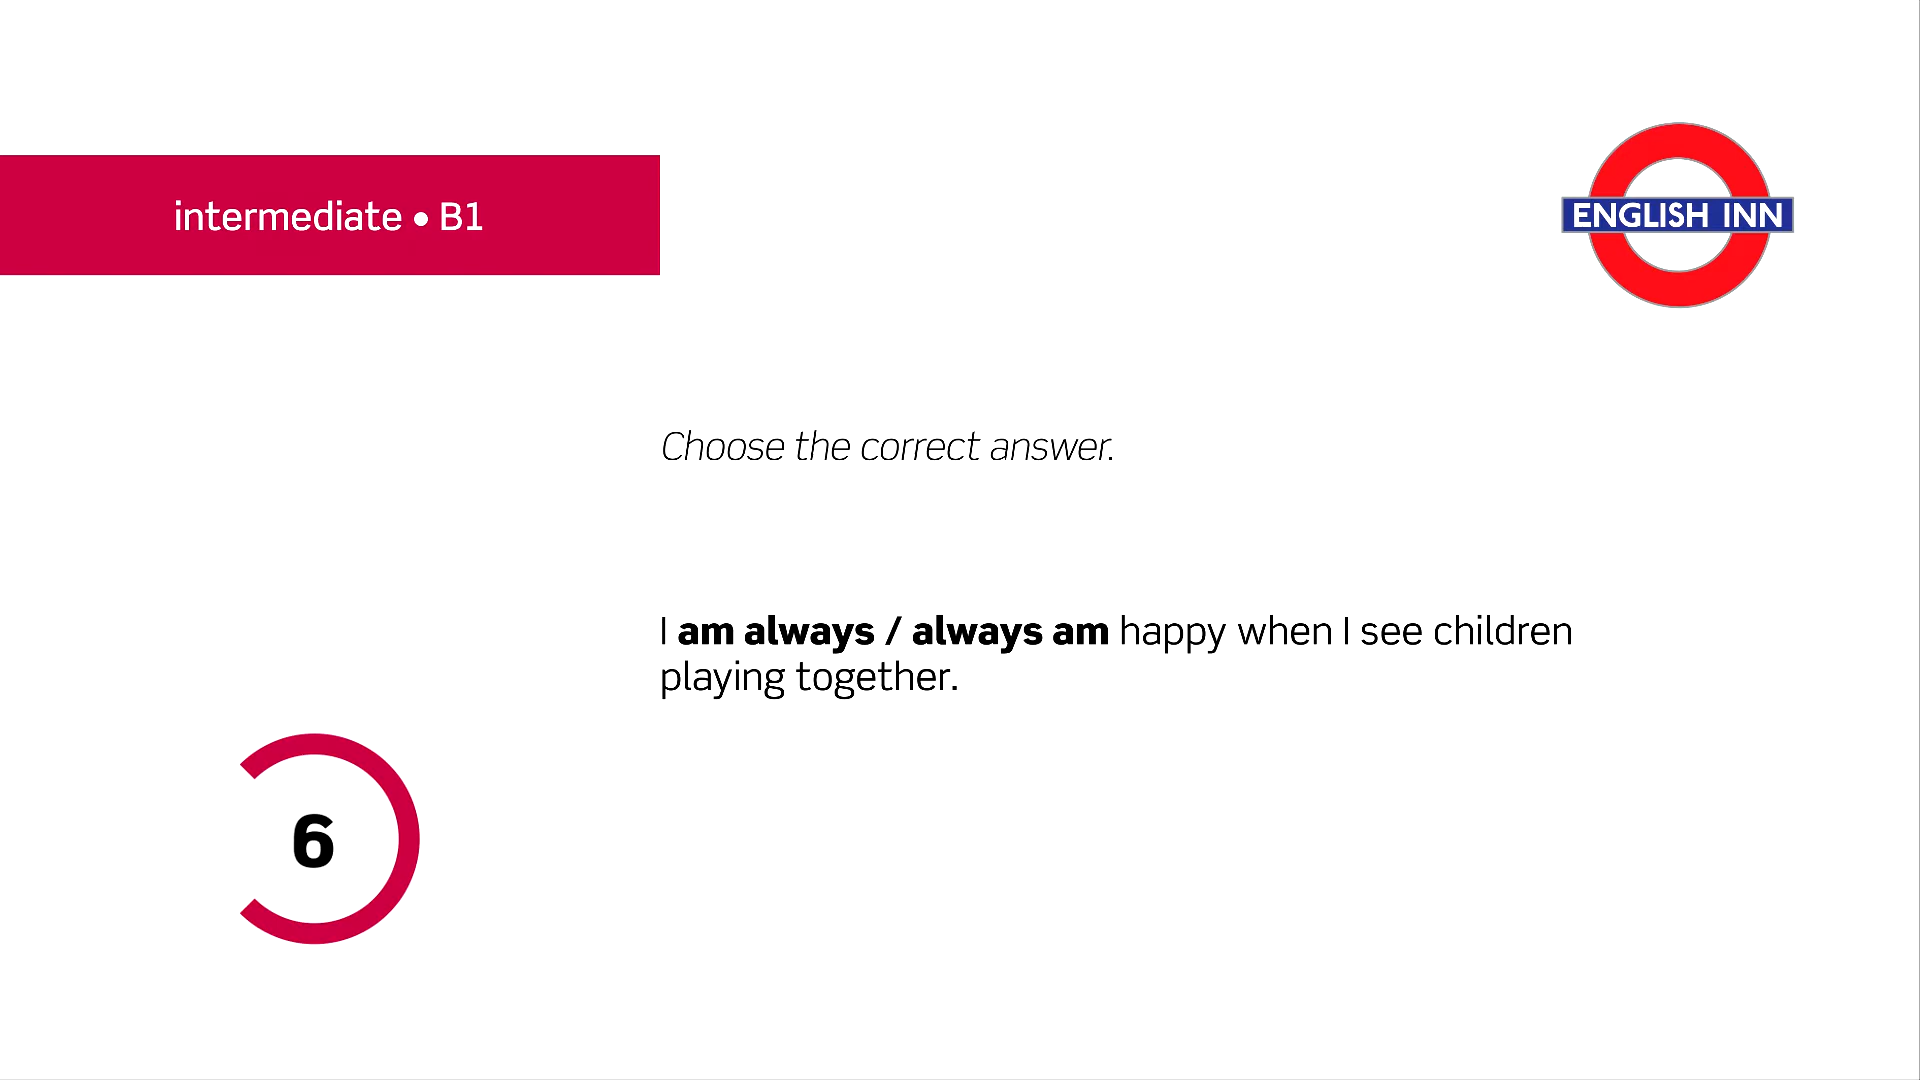 intermediate • B1
ENGLISH INN
Choose the correct answer.
I am always / always am happy when I see children
playing together.
6